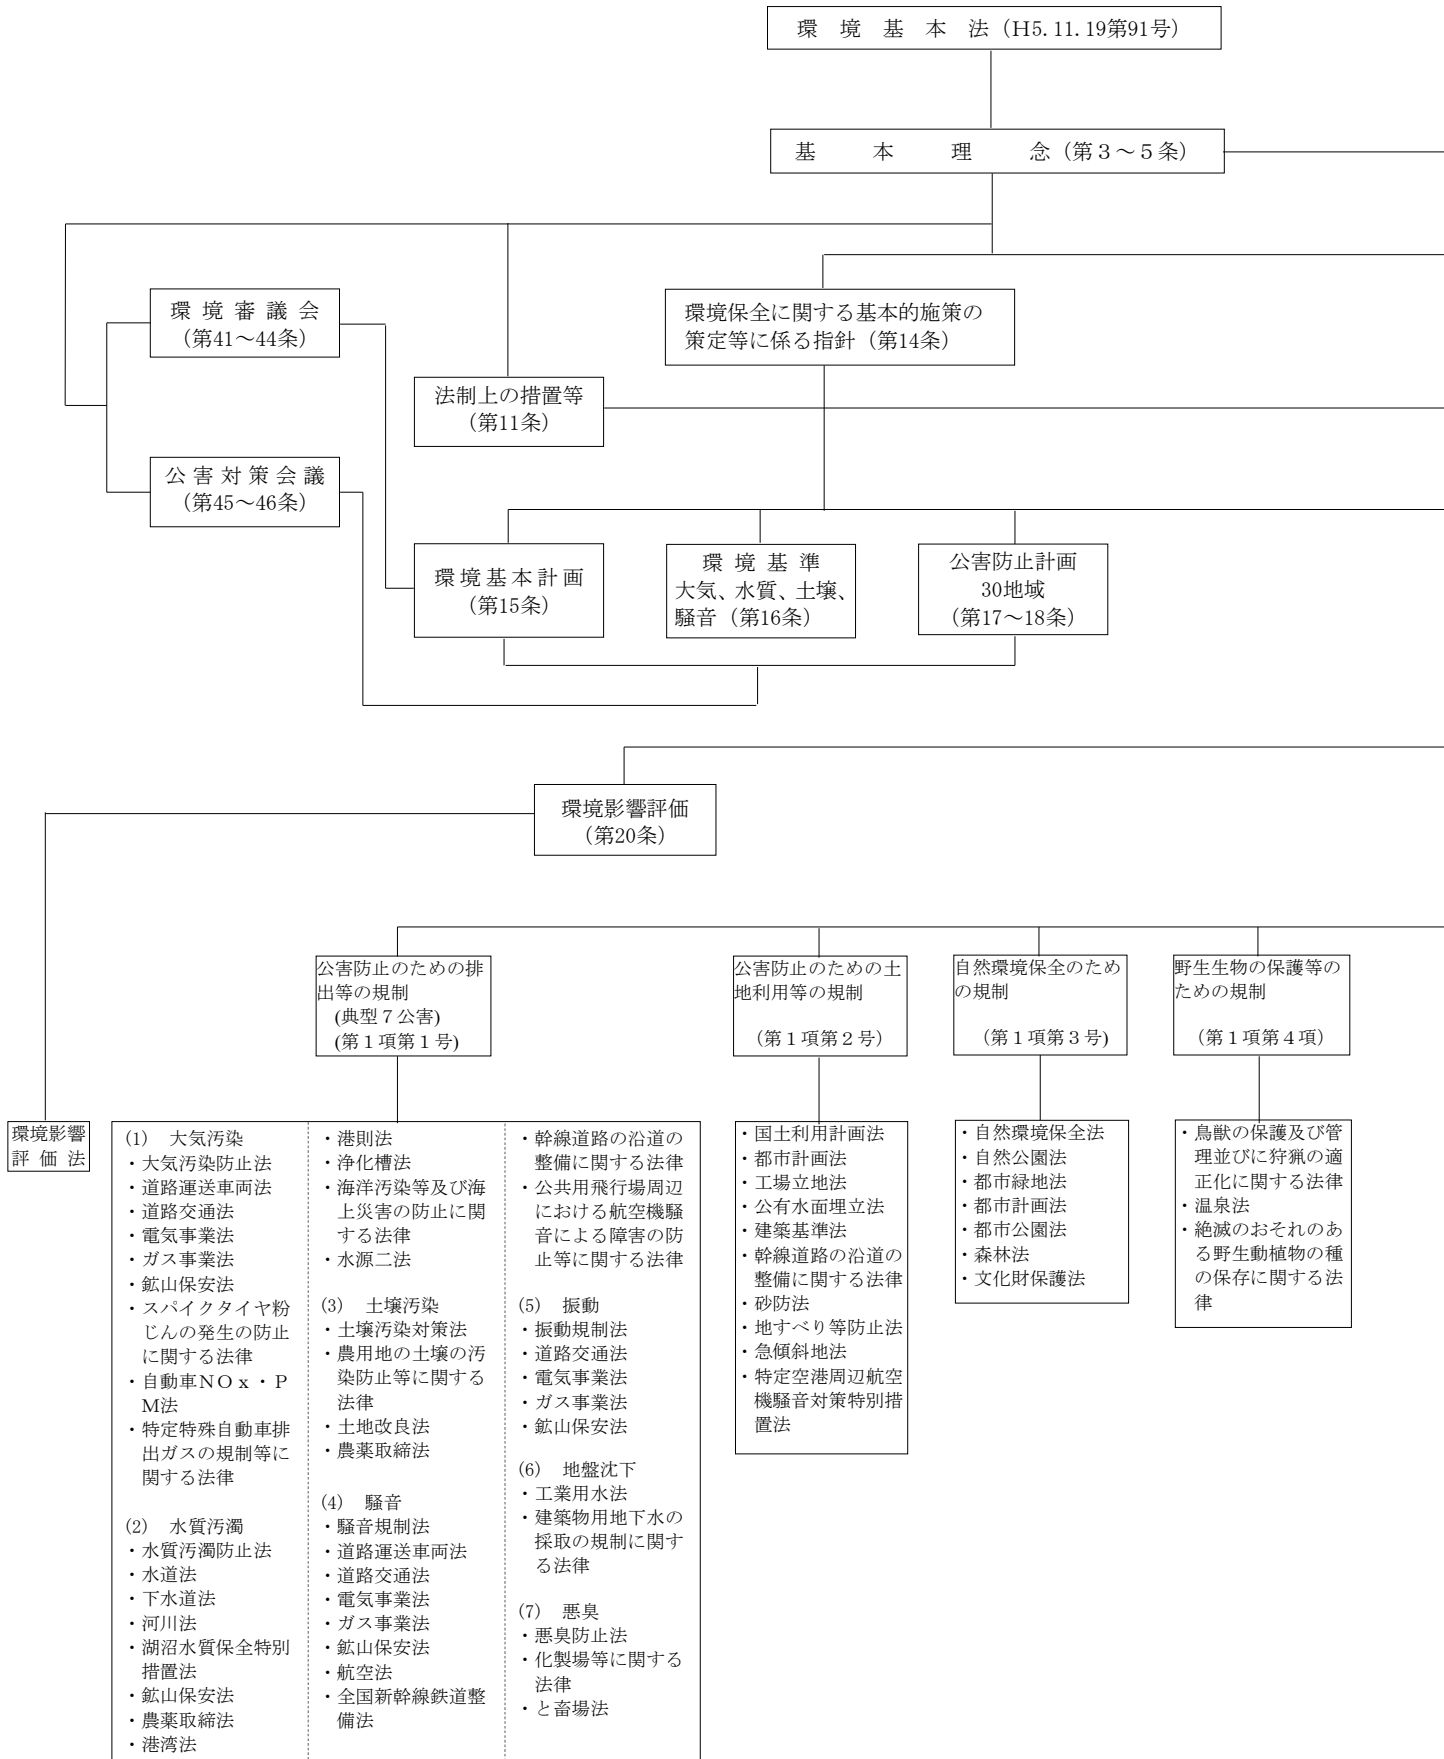 環境基本法（H5.11.19第91号）
基本理念（第３～５条）
環境審議会
（第41～44条）
環境保全に関する基本的施策の
策定等に係る指針（第14条）
法制上の措置等
（第11条）
公害対策会議
（第45～46条）
環境基本計画
（第15条）
環境基準
大気、水質、土壌、
騒音（第16条）
公害防止計画
30地域
（第17～18条）
環境影響評価
（第20条）
公害防止のための排
出等の規制
(典型７公害)
(第１項第１号)
公害防止のための土
地利用等の規制
（第１項第２号）
自然環境保全のため
の規制
（第１項第３号)
野生生物の保護等の
ための規制
（第１項第４項）
環境影響
評価法
(1)　大気汚染
・大気汚染防止法
・道路運送車両法
・道路交通法
・電気事業法
・ガス事業法
・鉱山保安法
・スパイクタイヤ粉
じんの発生の防止
に関する法律
・自動車NOｘ・Ｐ
M法
・特定特殊自動車排
出ガスの規制等に
関する法律
(2)　水質汚濁
・水質汚濁防止法
・水道法
・下水道法
・河川法
・湖沼水質保全特別
措置法
・鉱山保安法
・農薬取締法
・港湾法
・港則法
・浄化槽法
・海洋汚染等及び海
上災害の防止に関
する法律
・水源二法
(3)　土壌汚染
・土壌汚染対策法
・農用地の土壌の汚
染防止等に関する
法律
・土地改良法
・農薬取締法
(4)　騒音
・騒音規制法
・道路運送車両法
・道路交通法
・電気事業法
・ガス事業法
・鉱山保安法
・航空法
・全国新幹線鉄道整
備法
・幹線道路の沿道の
整備に関する法律
・公共用飛行場周辺
における航空機騒
音による障害の防
止等に関する法律
(5)　振動
・振動規制法
・道路交通法
・電気事業法
・ガス事業法
・鉱山保安法
(6)　地盤沈下
・工業用水法
・建築物用地下水の
採取の規制に関す
る法律
(7)　悪臭
・悪臭防止法
・化製場等に関する
法律
・と畜場法
・国土利用計画法
・都市計画法
・工場立地法
・公有水面埋立法
・建築基準法
・幹線道路の沿道の
整備に関する法律
・砂防法
・地すべり等防止法
・急傾斜地法
・特定空港周辺航空
機騒音対策特別措
置法
・自然環境保全法
・自然公園法
・都市緑地法
・都市計画法
・都市公園法
・森林法
・文化財保護法
・鳥獣の保護及び管
理並びに狩猟の適
正化に関する法律
・温泉法
・絶滅のおそれのあ
る野生動植物の種
の保存に関する法
律